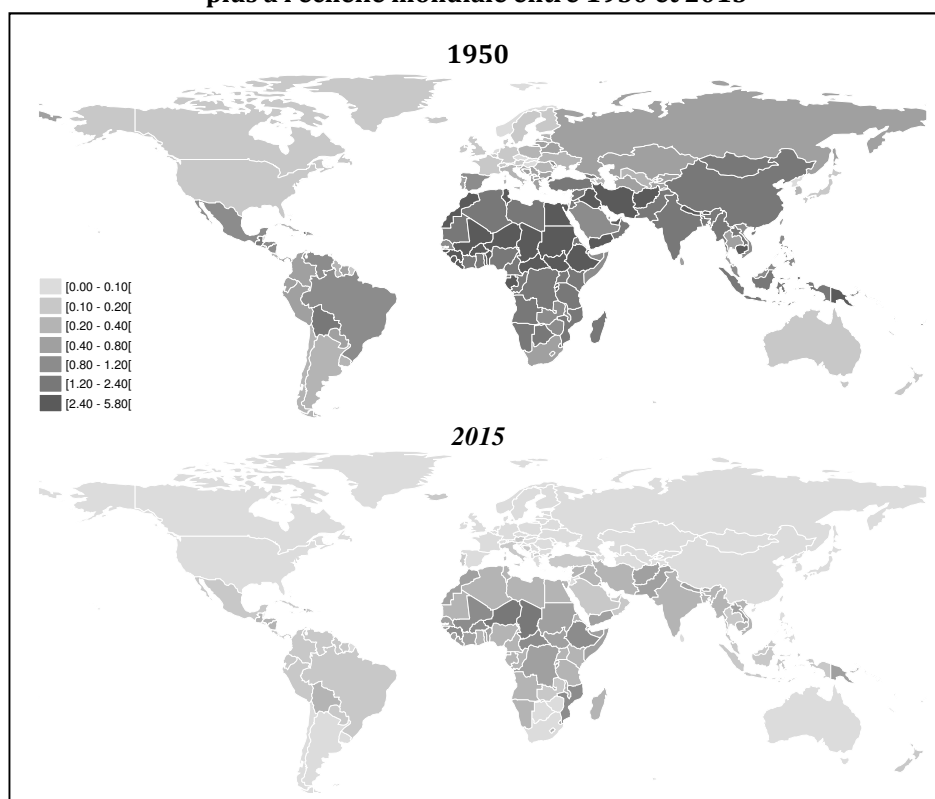 plus à l'échelle mondiale entre 1950 et 2015
1950
[0.00 - 0.10[
[0.10 - 0.20[
[0.20 - 0.40[
[0.40 - 0.80[
[0.80 - 1.20[
[1.20 - 2.40[
[2.40 - 5.80[
2015